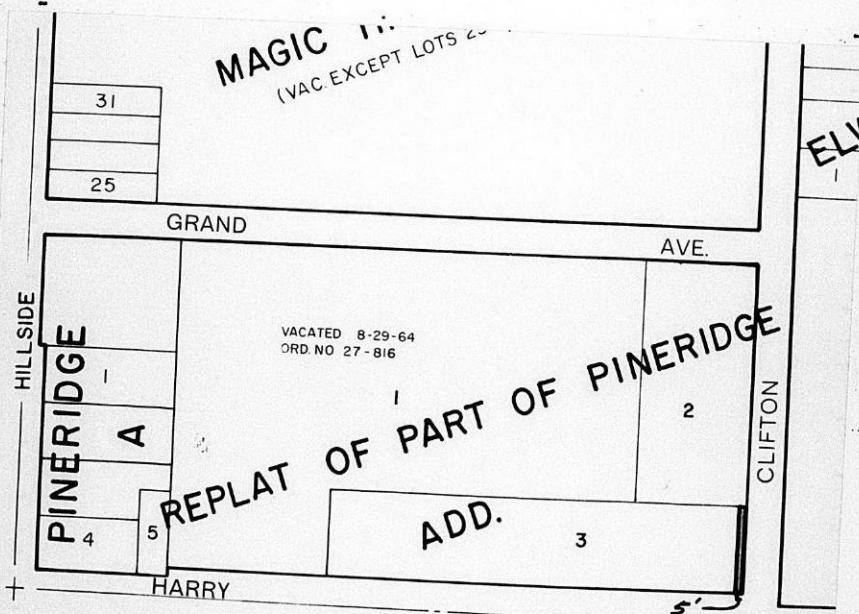 MAGIC
(VAC. EXCEPT LOTS
31
25
GRAND AVE.
1
HILLSIDE
VACATED 8-29-64
ORD. NO 27-816
PINERIDGE
1
A
4
5
REPLAT OF PART OF PINERIDGE
ADD.
1
2
3
CLIFTON
HARRY
5'